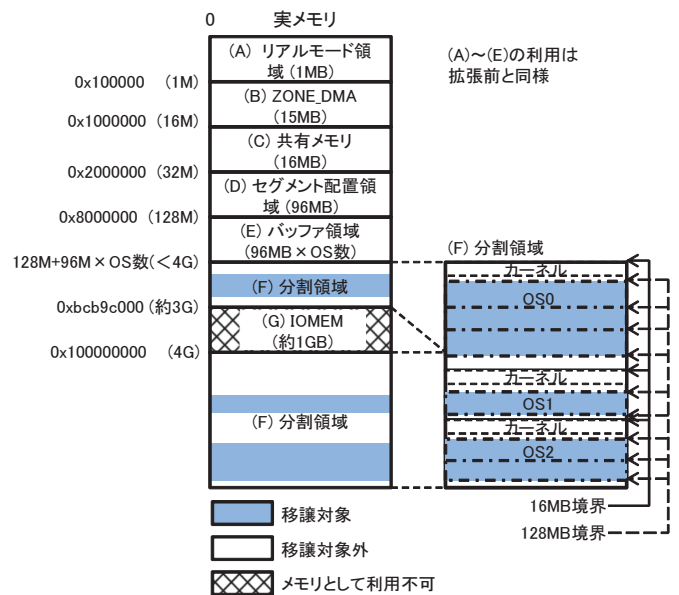 0
実メモリ
(A) リアルモード領
域 (1MB)
(A)~(E)の利用は
拡張前と同様
0x100000 (1M)
(B) ZONE_DMA
(15MB)
0x1000000 (16M)
(C) 共有メモリ
(16MB)
0x2000000 (32M)
(D) セグメント配置領
域 (96MB)
0x8000000 (128M)
(E) バッファ領域
(96MB×OS数)
(F) 分割領域
128M+96M×OS数(<4G)
カーネル
(F) 分割領域
OS0
0xbcb9c000 (約3G)
(G) IOMEM
(約1GB)
0x100000000 (4G)
カーネル
OS1
(F) 分割領域
カーネル
OS2
16MB境界
移譲対象
128MB境界
移譲対象外
メモリとして利用不可